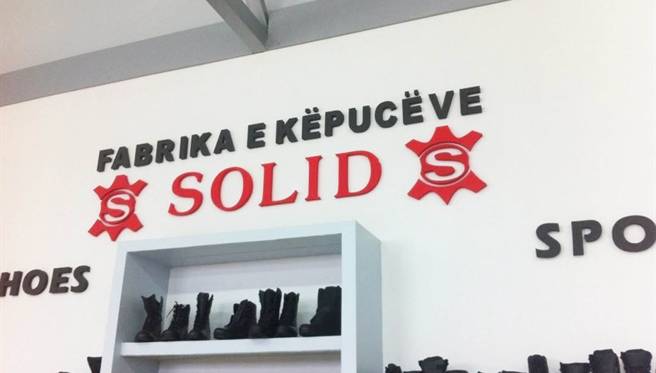 FABRIKA E KËPUCËVE
S SOLID S
HOES
SPO